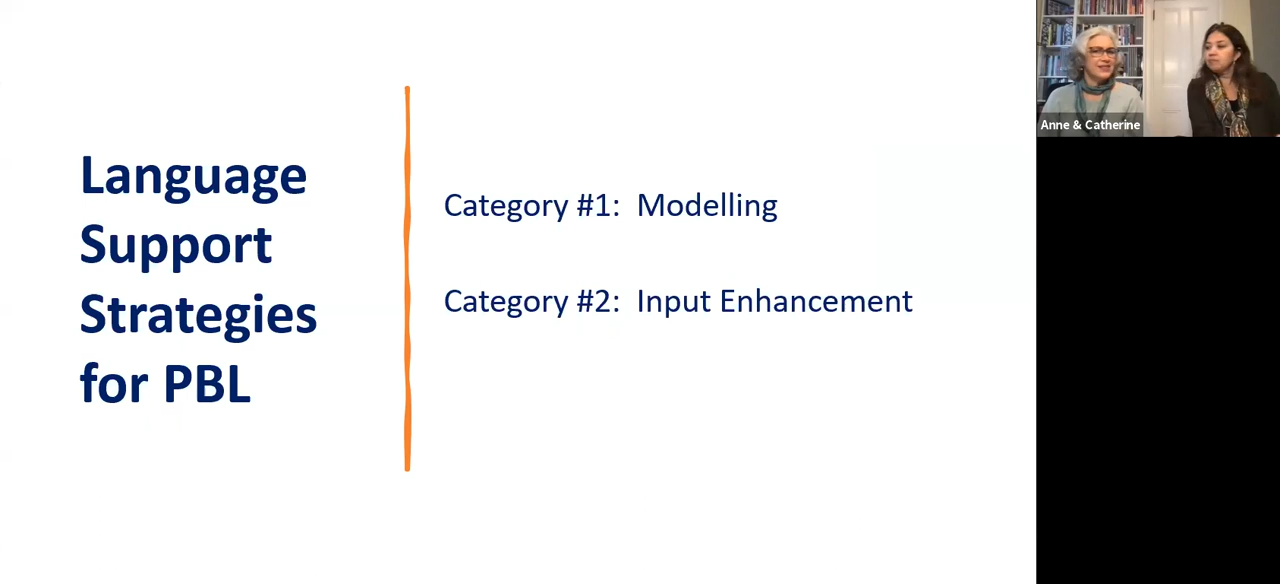 Language
Support
Strategies
for PBL
Category #1: Modelling
Category #2: Input Enhancement
Anne & Catherine